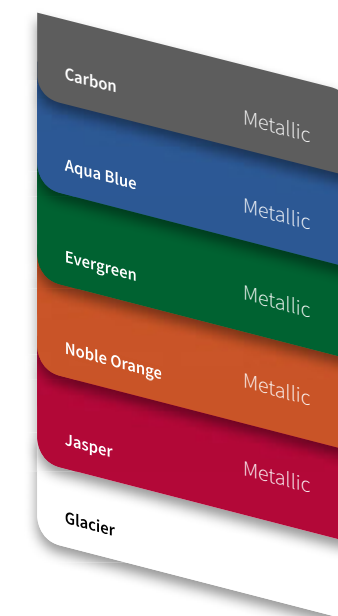 Carbon Metallic
Aqua Blue Metallic
Evergreen Metallic
Noble Orange Metallic
Jasper Metallic
Glacier